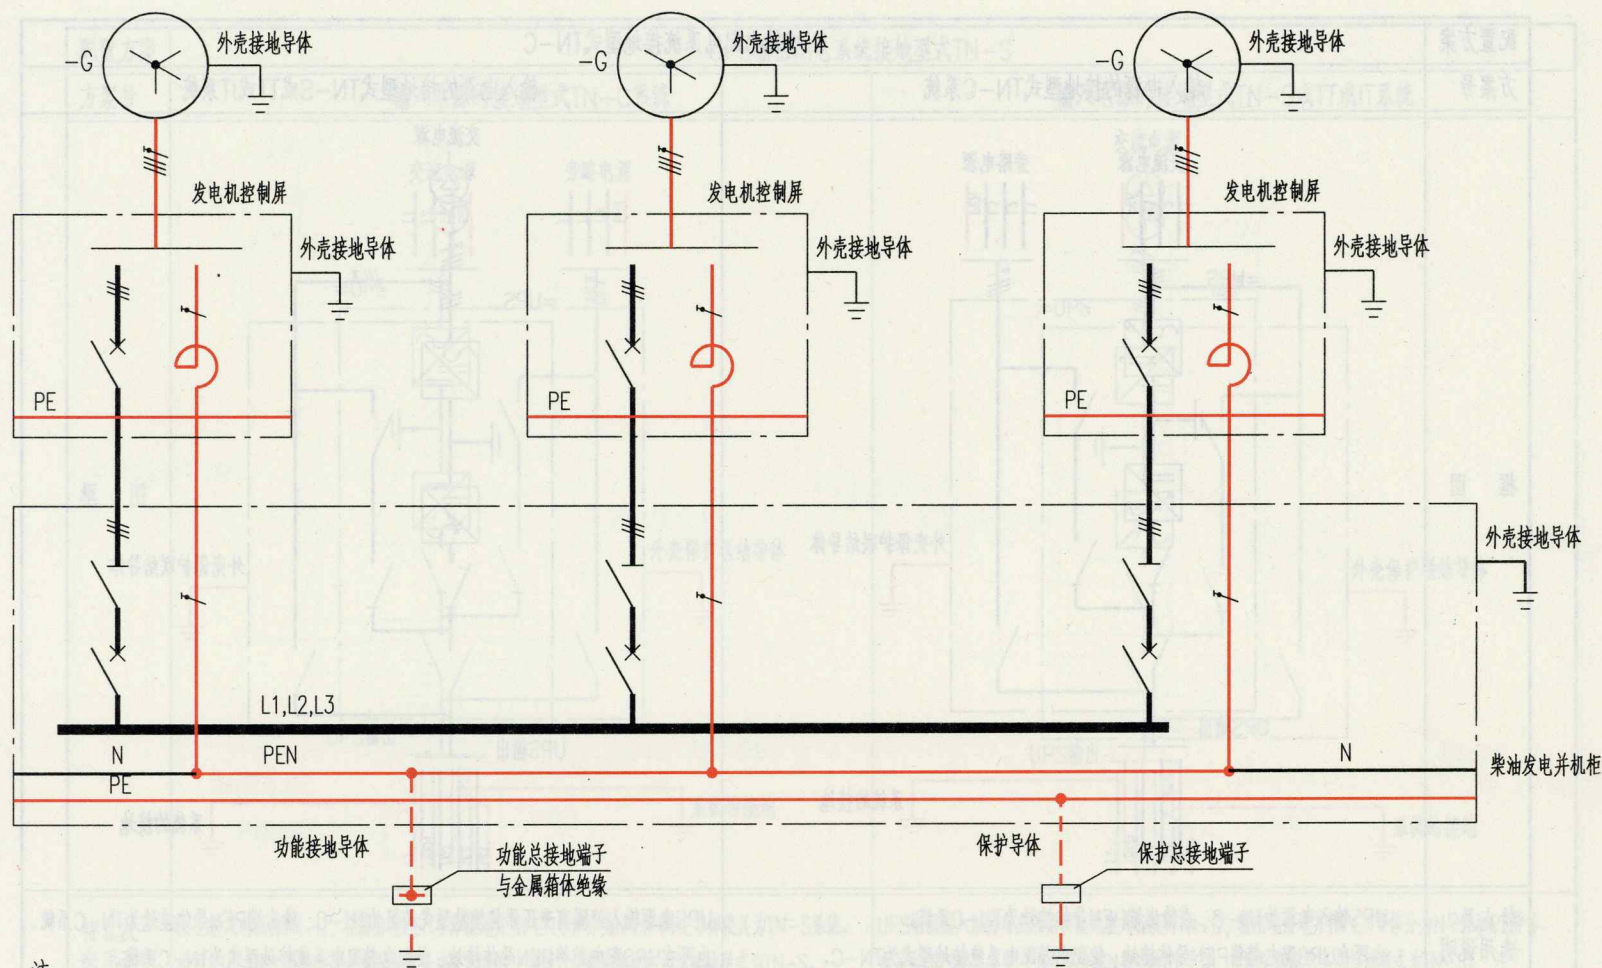 外壳接地导体
外壳接地导体
外壳接地导体
-G
-G
-G
发电机控制屏
发电机控制屏
发电机控制屏
外壳接地导体
外壳接地导体
外壳接地导体
PE
PE
PE
外壳接地导体
L1,L2,L3
N
PEN
N
柴油发电并机柜
PE
功能接地导体
功能总接地端子
与金属箱体绝缘
保护导体
保护总接地端子